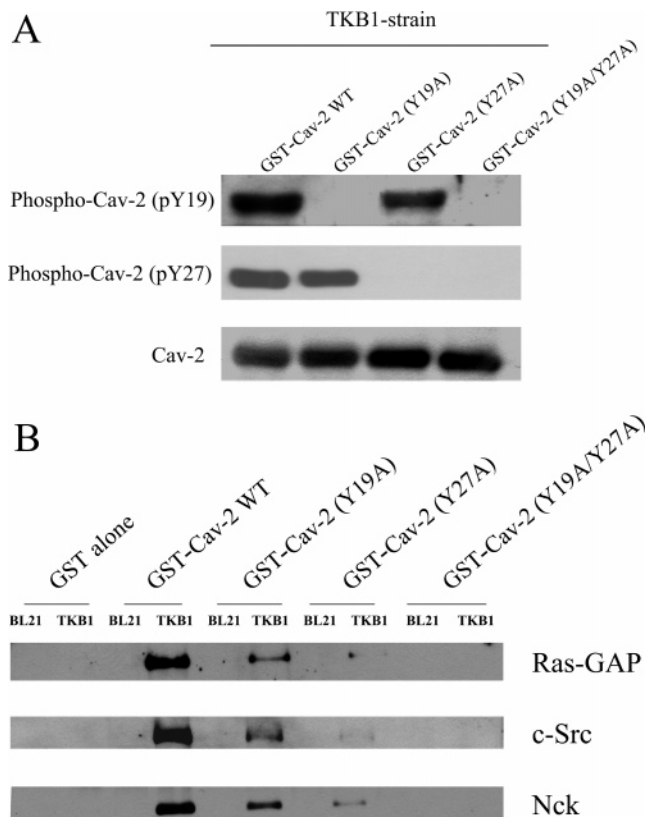 A
TKB1-strain
GST-Cav-2 WT
GST-Cav-2 (Y19A)
GST-Cav-2 (Y27A)
GST-Cav-2 (Y19A/Y27A)
Phospho-Cav-2 (pY19)
Phospho-Cav-2 (pY27)
Cav-2
B
GST alone
GST-Cav-2 WT
GST-Cav-2 (Y19A)
GST-Cav-2 (Y27A)
GST-Cav-2 (Y19A/Y27A)
BL21 TKB1 BL21 TKB1 BL21 TKB1 BL21 TKB1 BL21 TKB1
Ras-GAP
c-Src
Nck